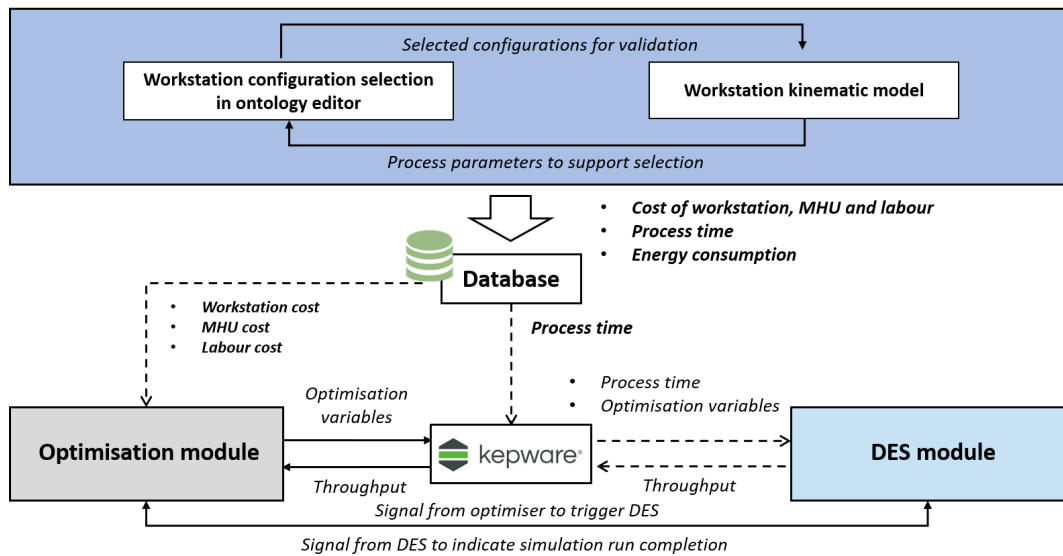 Selected configurations for validation
Workstation configuration selection
in ontology editor
Workstation kinematic model
Process parameters to support selection
• Cost of workstation, MHU and labour
• Process time
• Energy consumption
Database
• Workstation cost
• MHU cost
• Labour cost
Process time
• Process time
• Optimisation variables
Optimisation
variables
Optimisation module
kepware®
DES module
Throughput
Throughput
Signal from optimiser to trigger DES
Signal from DES to indicate simulation run completion